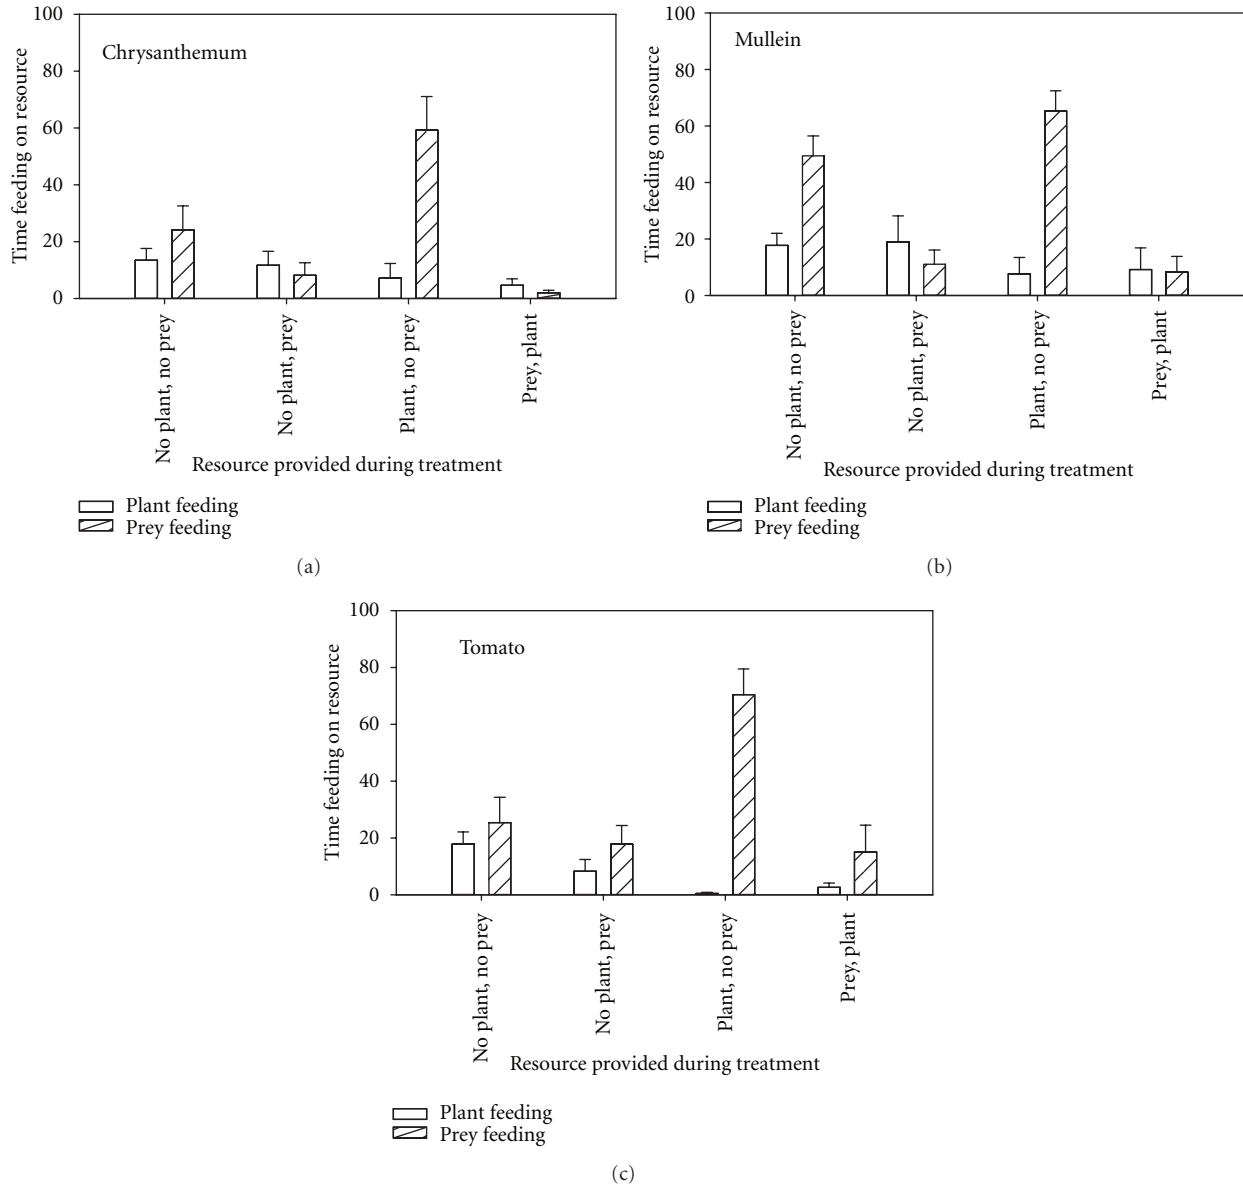 Chrysanthemum
Time feeding on resource
100
80
60
40
20
0
No plant, no prey
No plant, prey
Plant, no prey
Prey, plant
Resource provided during treatment
Plant feeding
Prey feeding
(a)
Mullein
Time feeding on resource
100
80
60
40
20
0
No plant, no prey
No plant, prey
Plant, no prey
Prey, plant
Resource provided during treatment
Plant feeding
Prey feeding
(b)
Tomato
Time feeding on resource
100
80
60
40
20
0
No plant, no prey
No plant, prey
Plant, no prey
Prey, plant
Resource provided during treatment
Plant feeding
Prey feeding
(c)